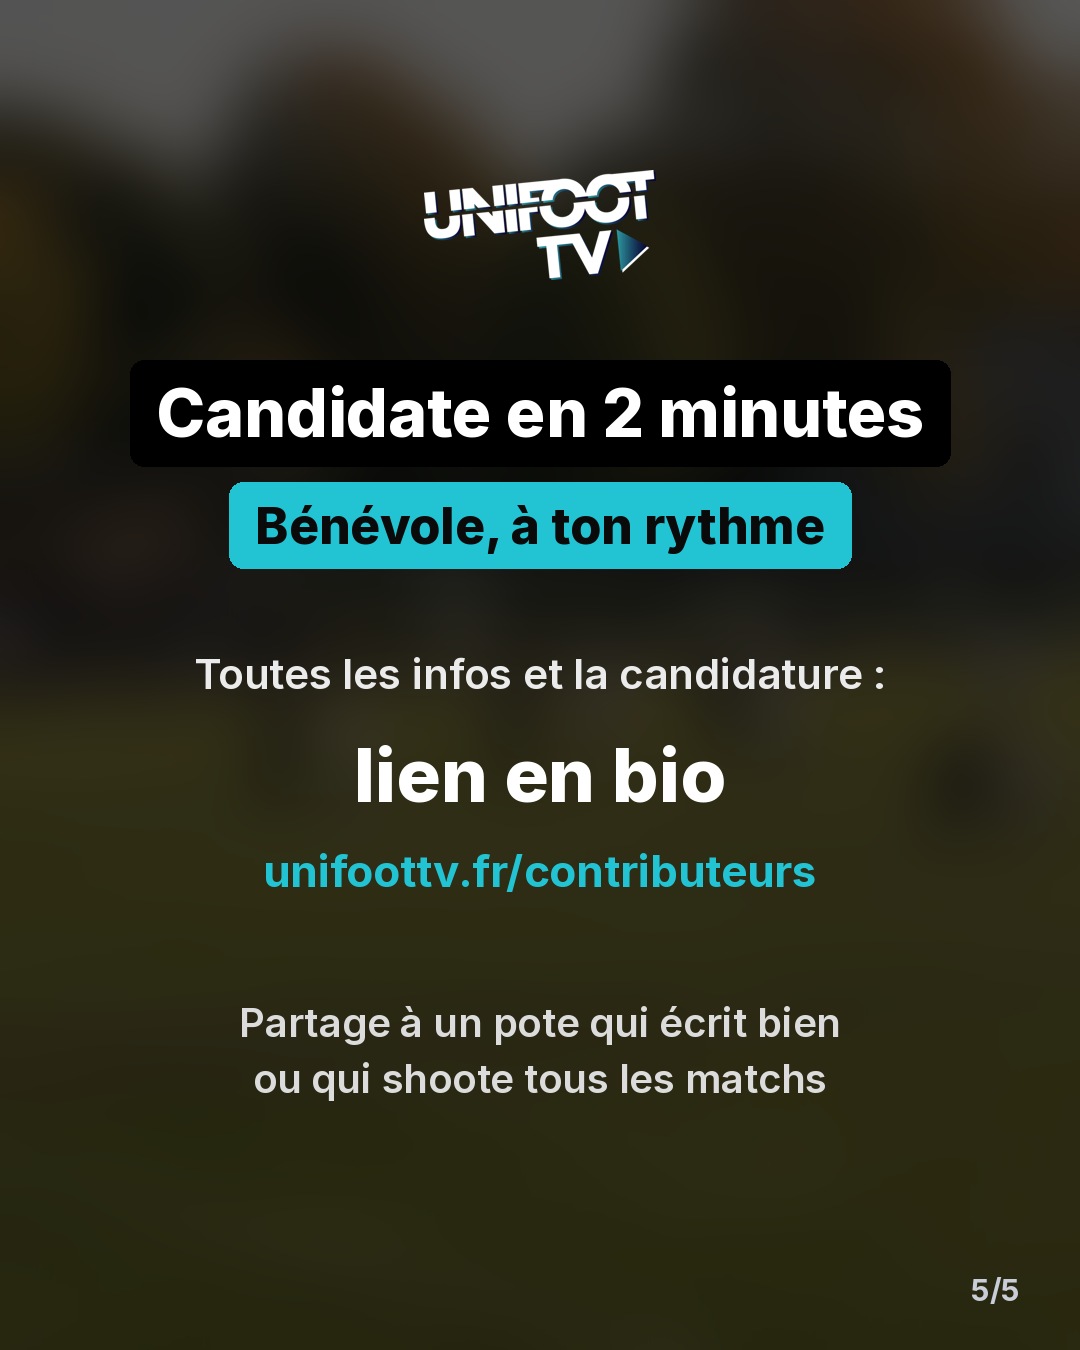 UNIFOOT
TV
Candidate en 2 minutes
Bénévole, à ton rythme
Toutes les infos et la candidature :
lien en bio
unifoottv.fr/contributeurs
Partage à un pote qui écrit bien
ou qui shoote tous les matchs
5/5